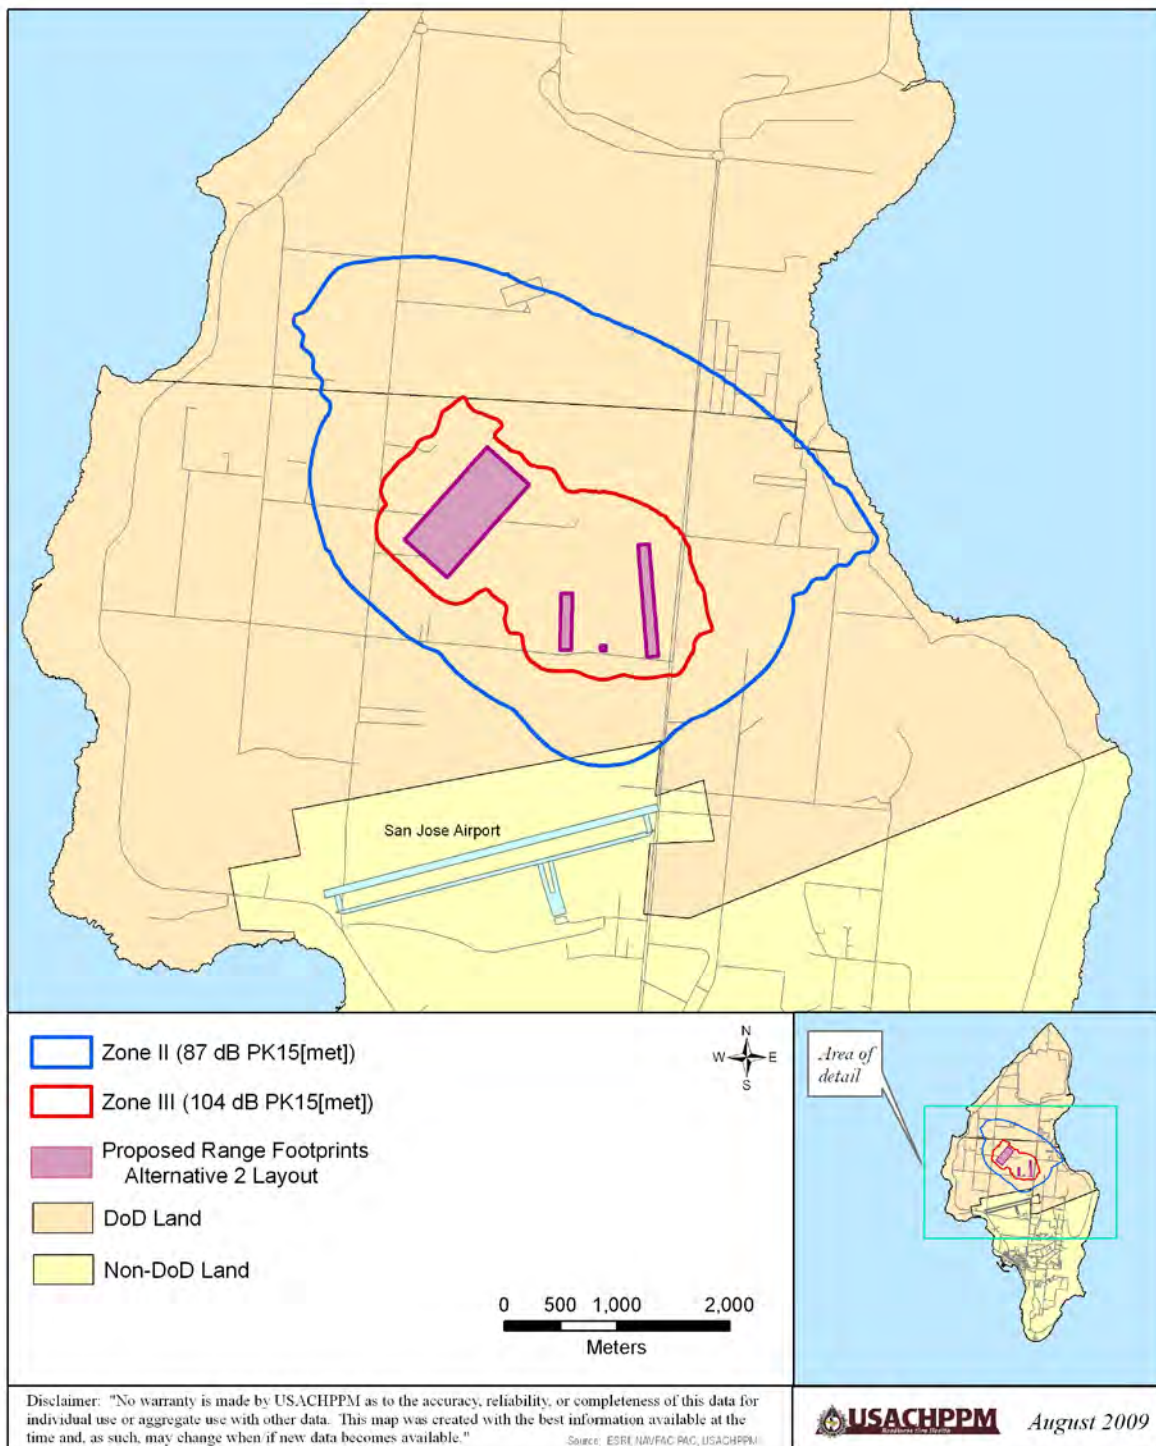 San Jose Airport
Zone II (87 dB PK15[met])
Zone III (104 dB PK15[met])
Proposed Range Footprints
Alternative 2 Layout
DoD Land
Non-DoD Land
N
W E
S
0 500 1,000 2,000
Meters
Area of
detail
Disclaimer: "No warranty is made by USACHPPM as to the accuracy, reliability, or completeness of this data for
individual use or aggregate use with other data. This map was created with the best information available at the
time and, as such, may change when/if new data becomes available."
Source: ESRI, NAVFAC PAC, USACHPPM
USACHPPM
Readiness thru Health
August 2009